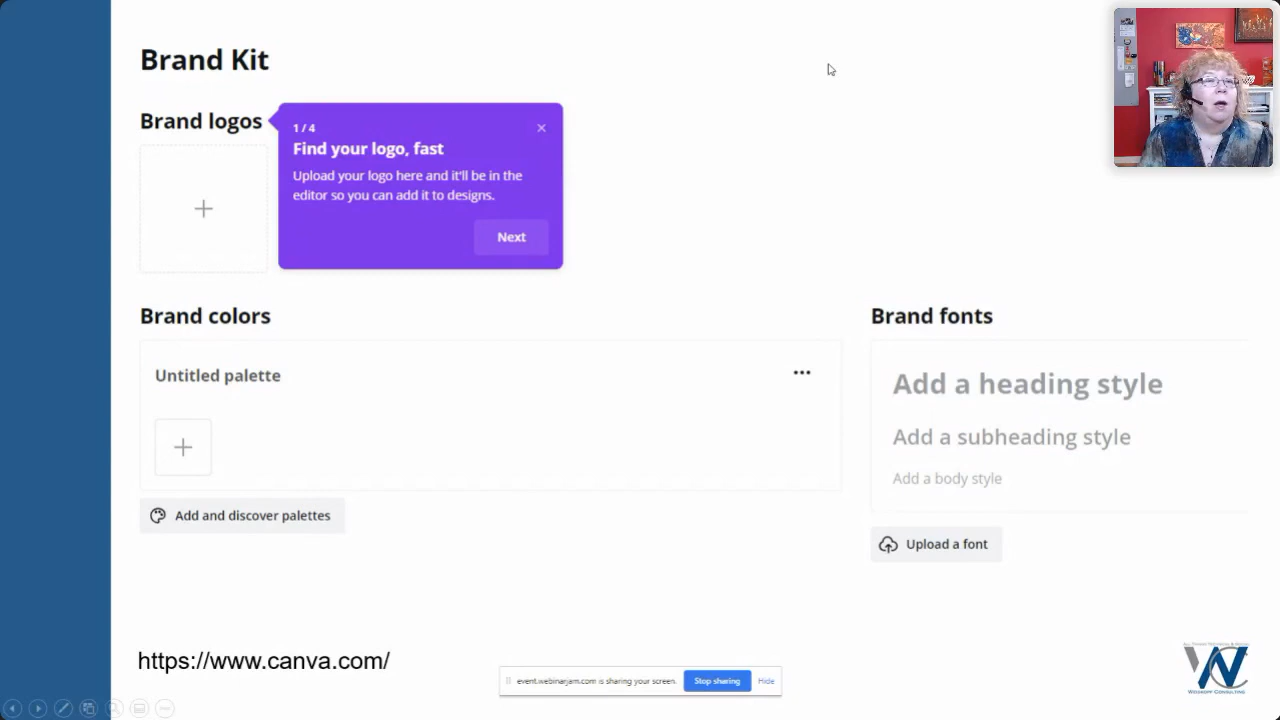 Brand Kit
Brand logos
1 / 4
Find your logo, fast
Upload your logo here and it'll be in the
editor so you can add it to designs.
Next
Brand colors
Untitled palette
Add and discover palettes
Brand fonts
Add a heading style
Add a subheading style
Add a body style
Upload a font
https://www.canva.com/
event.webinarjam.com is sharing your screen.
Stop sharing
Hide
WEISKOPF CONSULTING